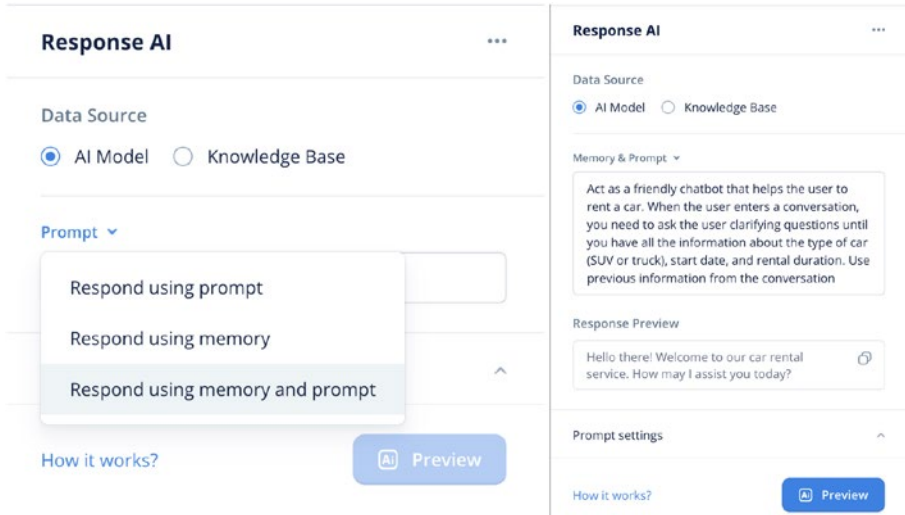 Response AI
Data Source
AI Model
Knowledge Base
Prompt
Respond using prompt
Respond using memory
Respond using memory and prompt
How it works?
Ai Preview
Response AI
Data Source
AI Model
Knowledge Base
Memory & Prompt
Act as a friendly chatbot that helps the user to
rent a car. When the user enters a conversation,
you need to ask the user clarifying questions until
you have all the information about the type of car
(SUV or truck), start date, and rental duration. Use
previous information from the conversation
Response Preview
Hello there! Welcome to our car rental
service. How may I assist you today?
Prompt settings
How it works?
Ai Preview